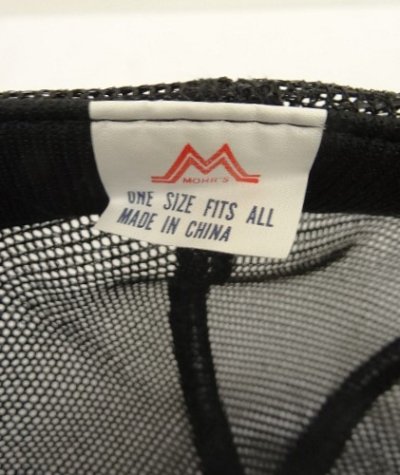 MOHR'S
ONE SIZE FITS ALL
MADE IN CHINA